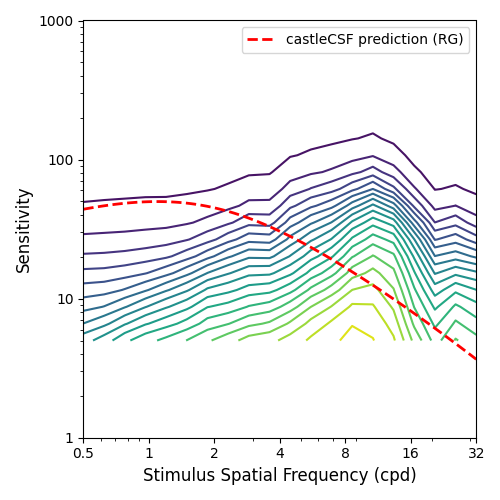 1000
castleCSF prediction (RG)
100
Sensitivity
10
1
0.5 1 2 4 8 16 32
Stimulus Spatial Frequency (cpd)